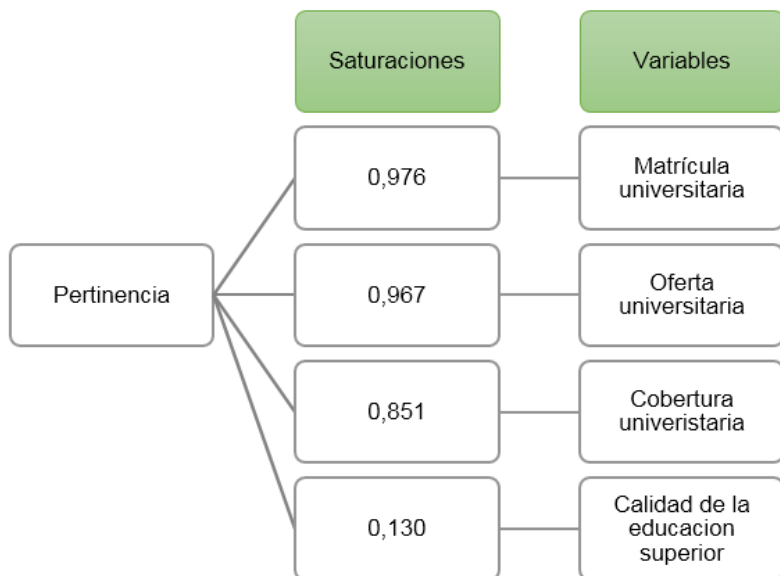 Saturaciones
Variables
0,976
Matrícula
universitaria
Pertinencia
0,967
Oferta
universitaria
0,851
Cobertura
univeristaria
0,130
Calidad de la
educacion
superior